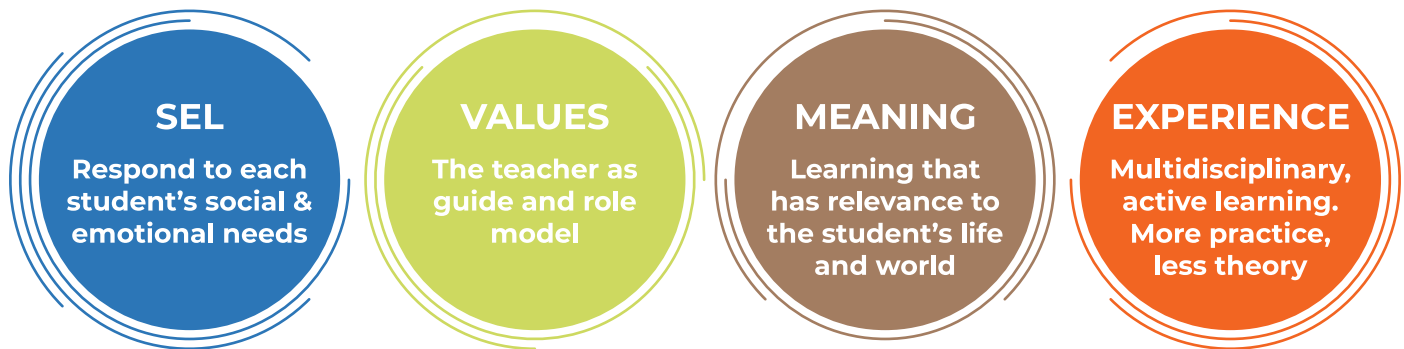 SEL
Respond to each
student’s social &
emotional needs
VALUES
The teacher as
guide and role
model
MEANING
Learning that
has relevance to
the student’s life
and world
EXPERIENCE
Multidisciplinary,
active learning.
More practice,
less theory